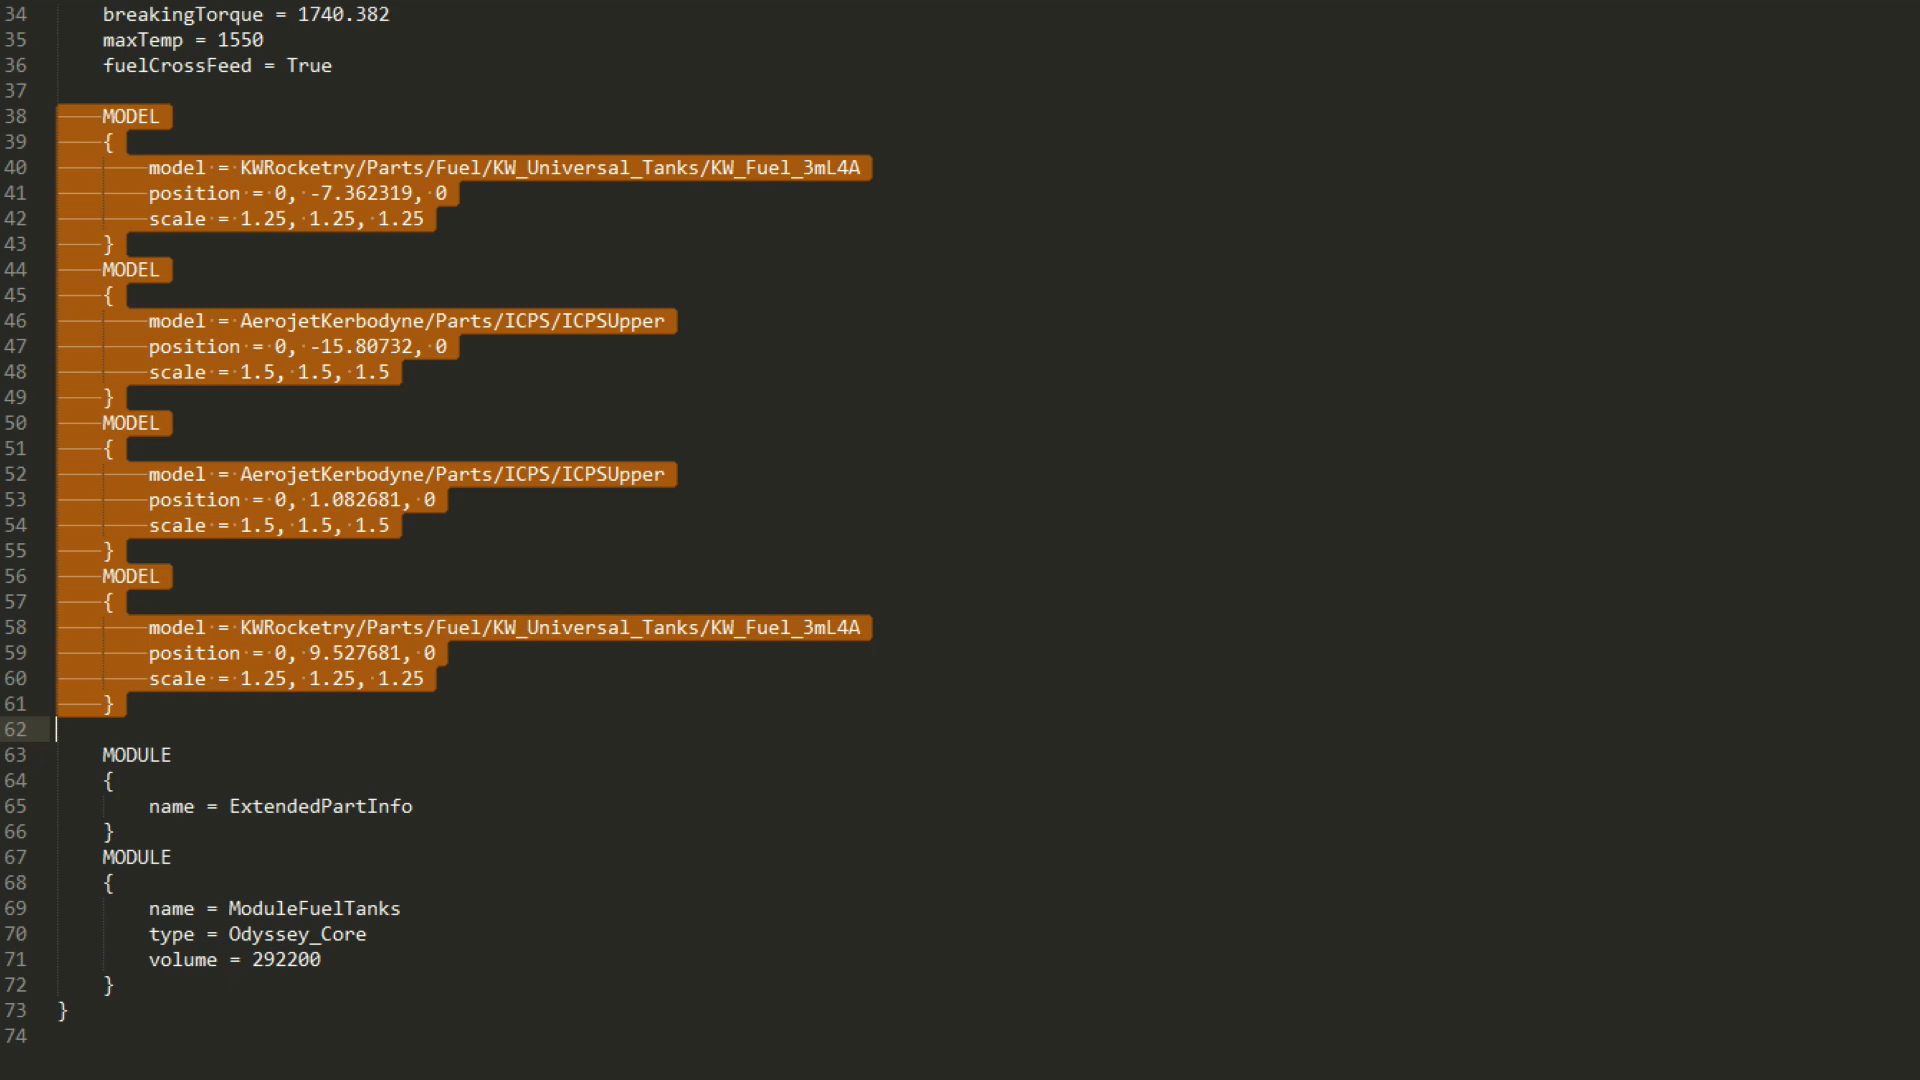 34 breakingTorque = 1740.382
35 maxTemp = 1550
36 fuelCrossFeed = True
37
38 MODEL
39 {
40 model = KWRocketry/Parts/Fuel/KW_Universal_Tanks/KW_Fuel_3mL4A
41 position = 0, -7.362319, 0
42 scale = 1.25, 1.25, 1.25
43 }
44 MODEL
45 {
46 model = AerojetKerbodyne/Parts/ICPS/ICPSUpper
47 position = 0, -15.80732, 0
48 scale = 1.5, 1.5, 1.5
49 }
50 MODEL
51 {
52 model = AerojetKerbodyne/Parts/ICPS/ICPSUpper
53 position = 0, 1.082681, 0
54 scale = 1.5, 1.5, 1.5
55 }
56 MODEL
57 {
58 model = KWRocketry/Parts/Fuel/KW_Universal_Tanks/KW_Fuel_3mL4A
59 position = 0, 9.527681, 0
60 scale = 1.25, 1.25, 1.25
61 }
62
63 MODULE
64 {
65 name = ExtendedPartInfo
66 }
67 MODULE
68 {
69 name = ModuleFuelTanks
70 type = Odyssey_Core
71 volume = 292200
72 }
73 }
74